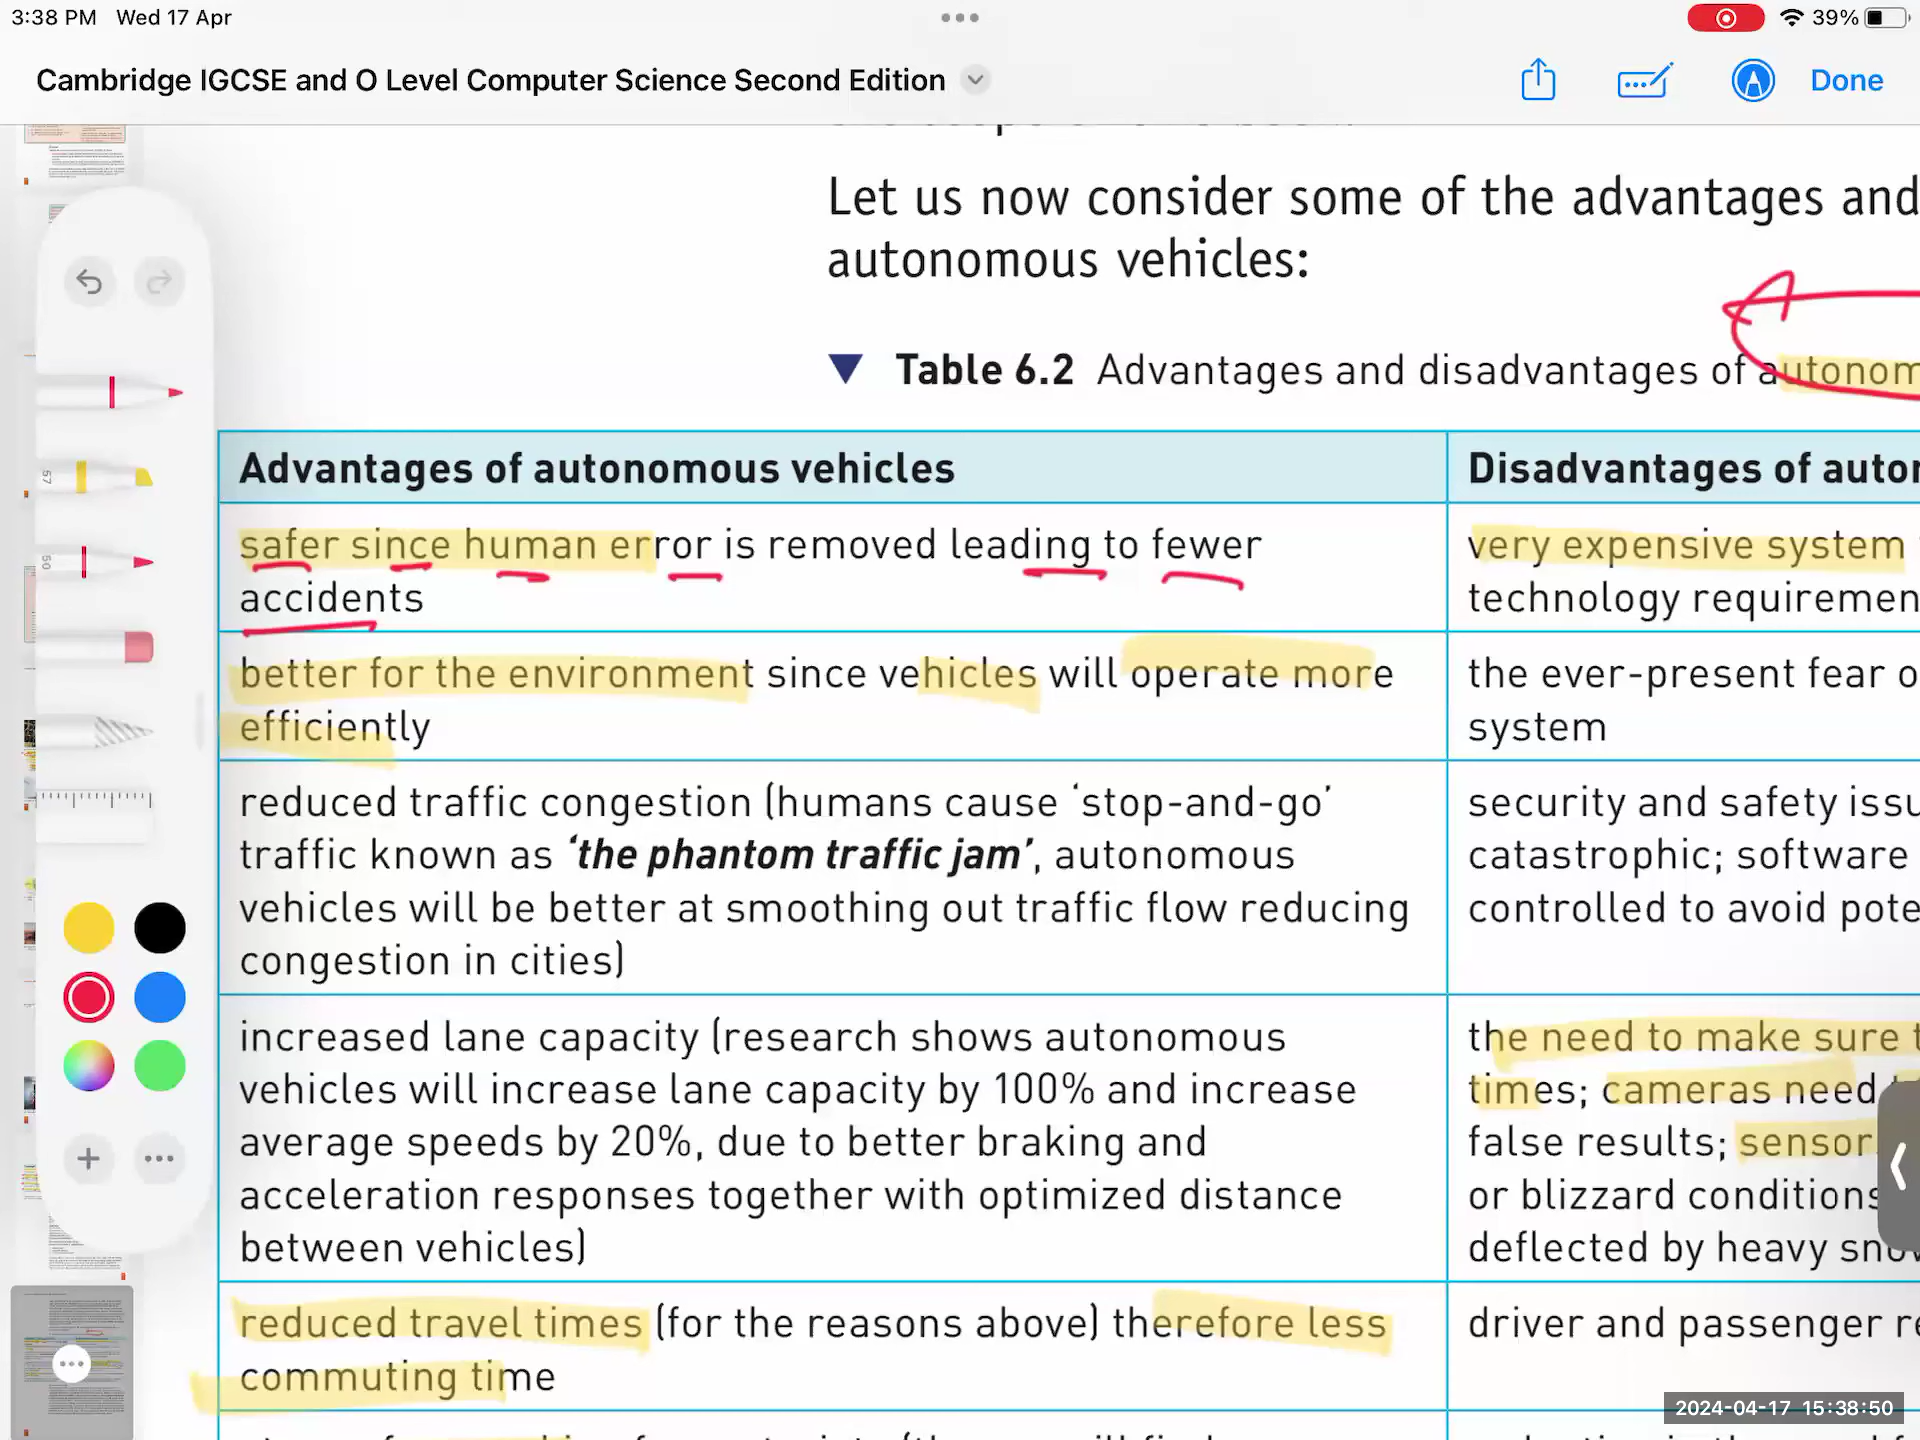 3:38 PM Wed 17 Apr
39%
Cambridge IGCSE and O Level Computer Science Second Edition
Done
Let us now consider some of the advantages and
autonomous vehicles:
Table 6.2 Advantages and disadvantages of autonom
Advantages of autonomous vehicles
safer since human error is removed leading to fewer
accidents
better for the environment since vehicles will operate more
efficiently
reduced traffic congestion (humans cause ‘stop-and-go’
traffic known as ‘the phantom traffic jam’, autonomous
vehicles will be better at smoothing out traffic flow reducing
congestion in cities)
increased lane capacity (research shows autonomous
vehicles will increase lane capacity by 100% and increase
average speeds by 20%, due to better braking and
acceleration responses together with optimized distance
between vehicles)
reduced travel times (for the reasons above) therefore less
commuting time
Disadvantages of auton
very expensive system
technology requiremen
the ever-present fear o
system
security and safety issu
catastrophic; software
controlled to avoid pote
the need to make sure t
times; cameras need
false results; sensor
or blizzard conditions
deflected by heavy snow
driver and passenger re
57
50
2024-04-17 15:38:50